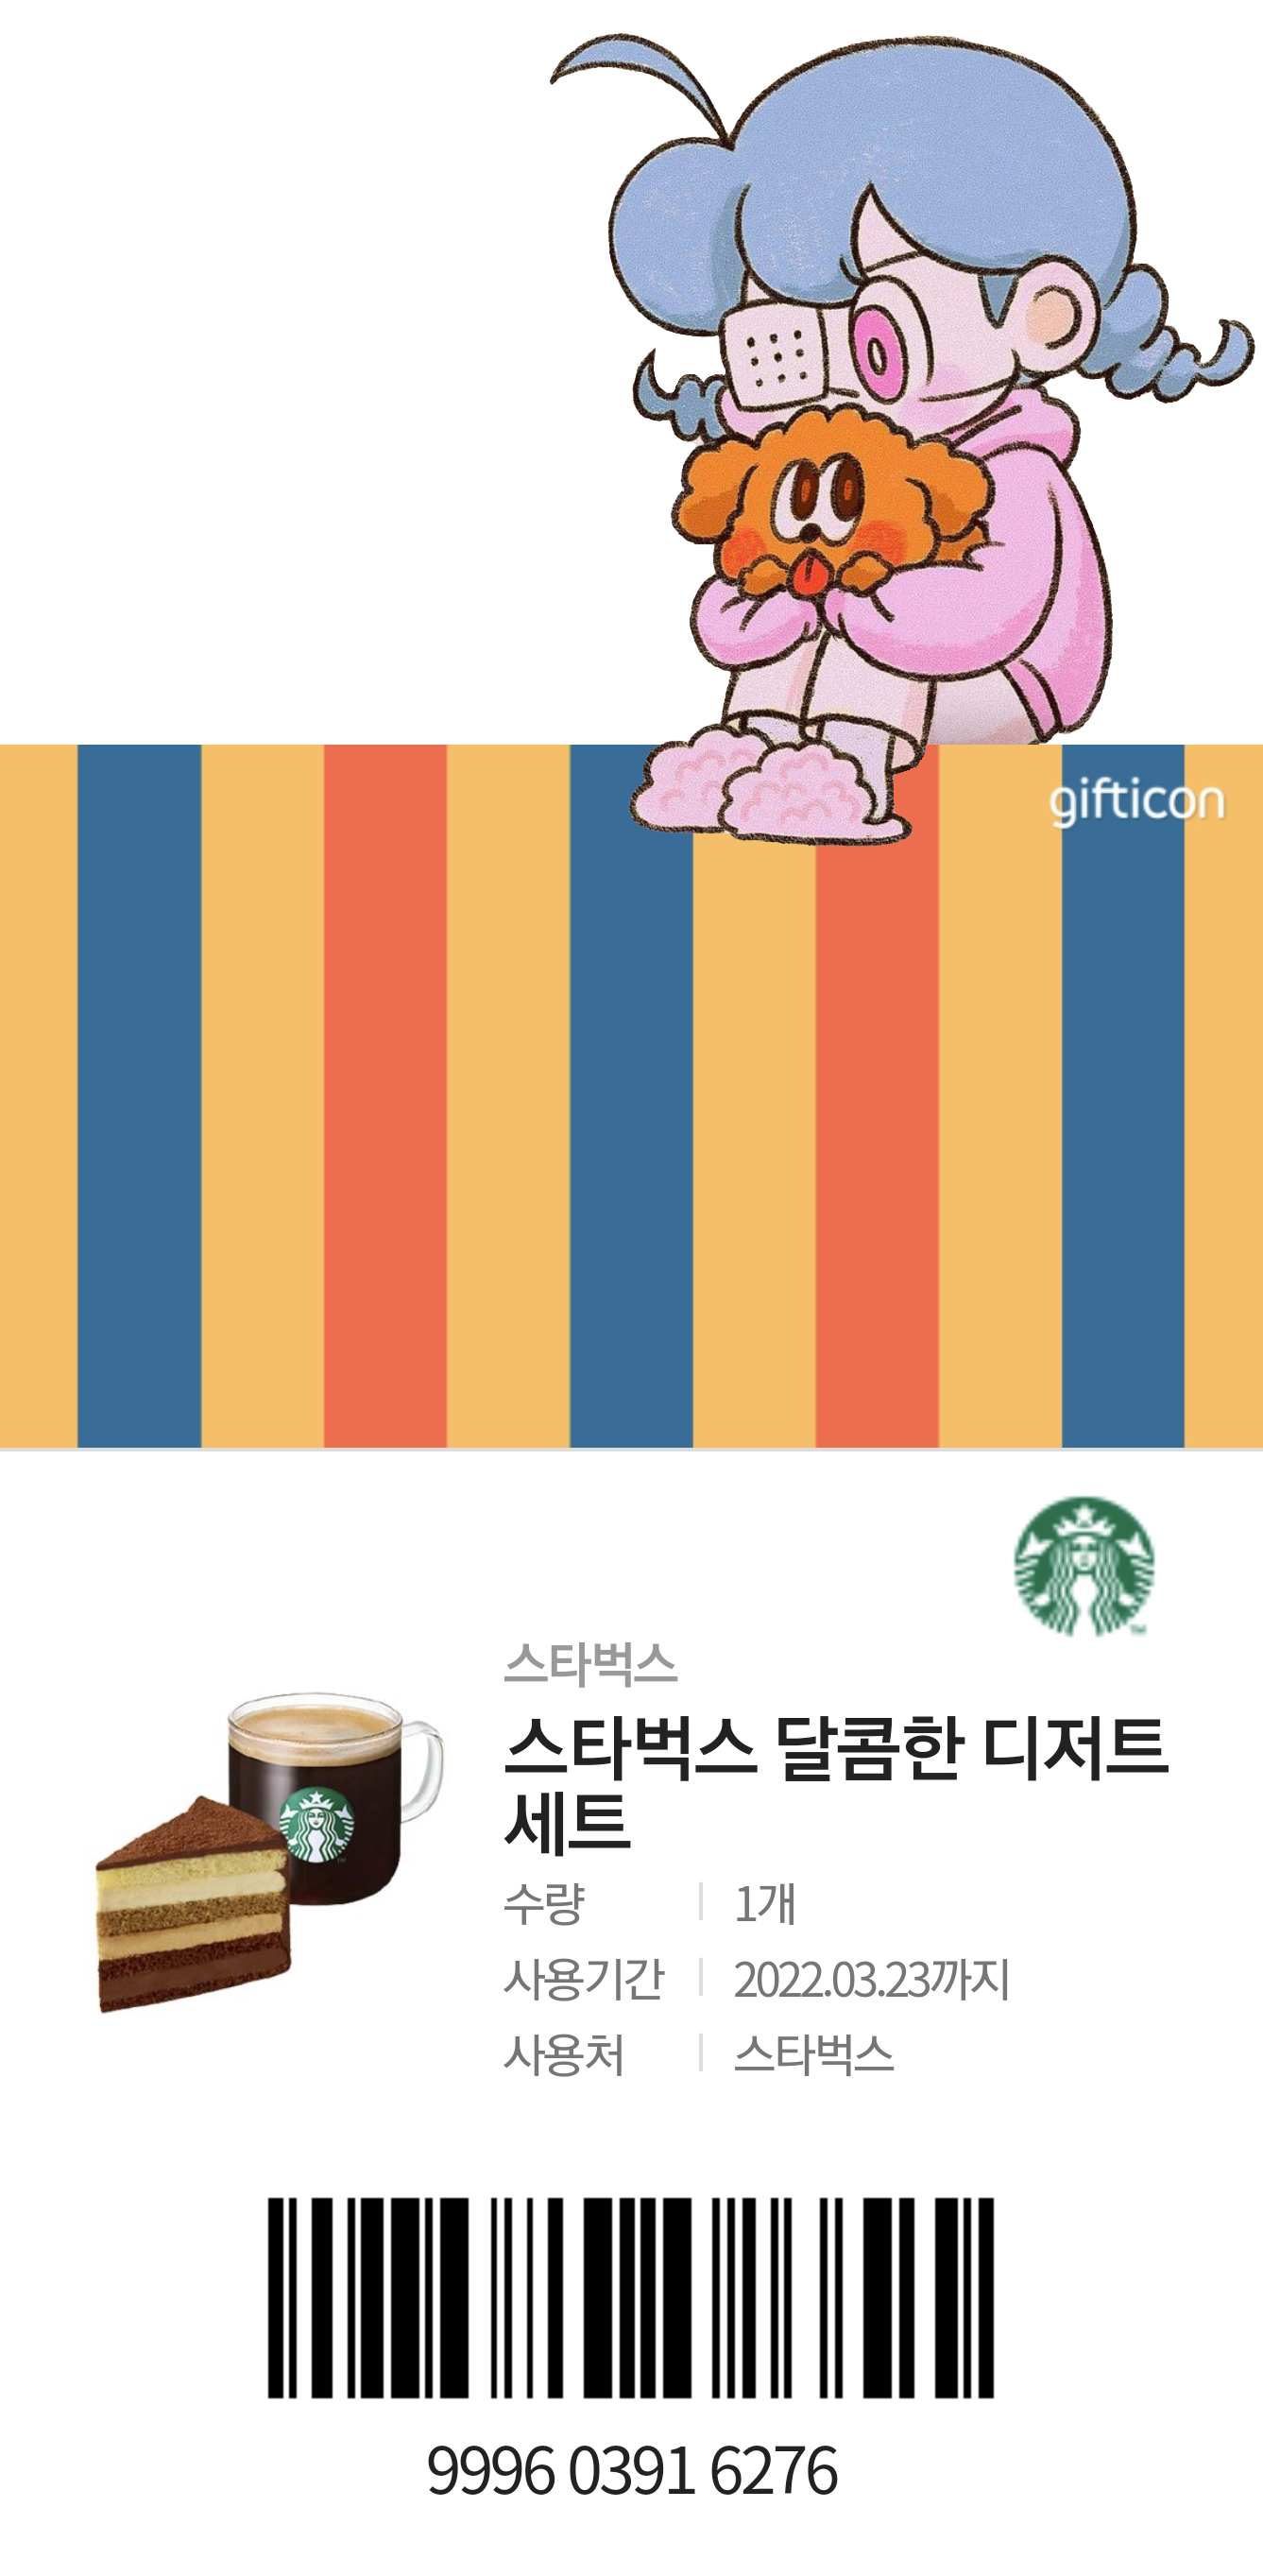 gifticon
스타벅스
스타벅스 달콤한 디저트
세트
수량 1개
사용기간 2022.03.23까지
사용처 스타벅스
9996 0391 6276